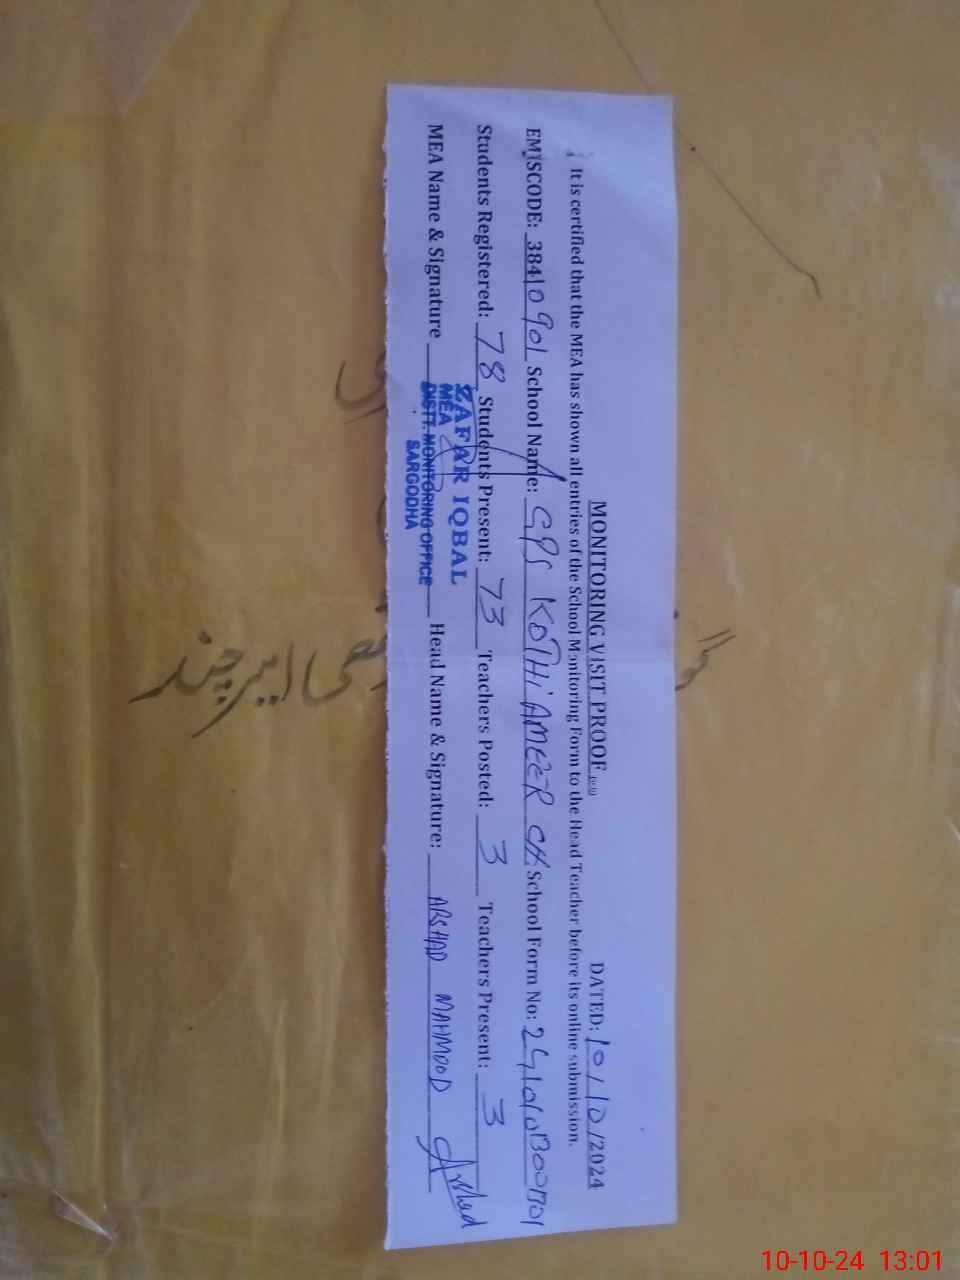 MONITORING VISIT PROOF
DATED: 10/10/2024
It is certified that the MEA has shown all entries of the School Monitoring Form to the Head Teacher before its online submission.
EMISCODE: 38410901 School Name: GPS KOTHI AMEER CH School Form No:
Students Registered: 78 Students Present: 73 Teachers Posted: 3 Teachers Present: 3
MEA Name & Signature Head Name & Signature: ARSHAD MAHMOOD Arshad
ZAFAR IQBAL
MEA
DISTT. MONITORING OFFICE
SARGODHA
امیر چند
10-10-24 13:01